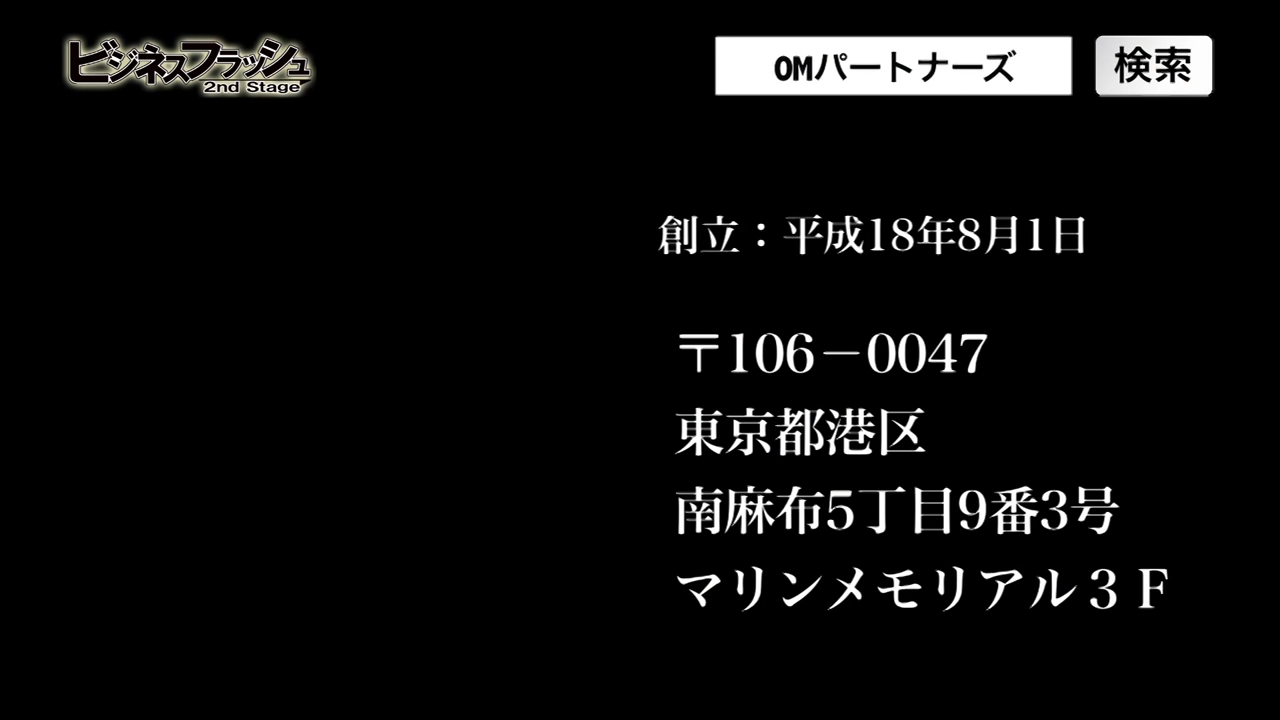 ビジネスフラッシュ
2nd Stage
OMパートナーズ
検索
創立：平成18年8月1日
〒106－0047
東京都港区
南麻布5丁目9番3号
マリンメモリアル３Ｆ